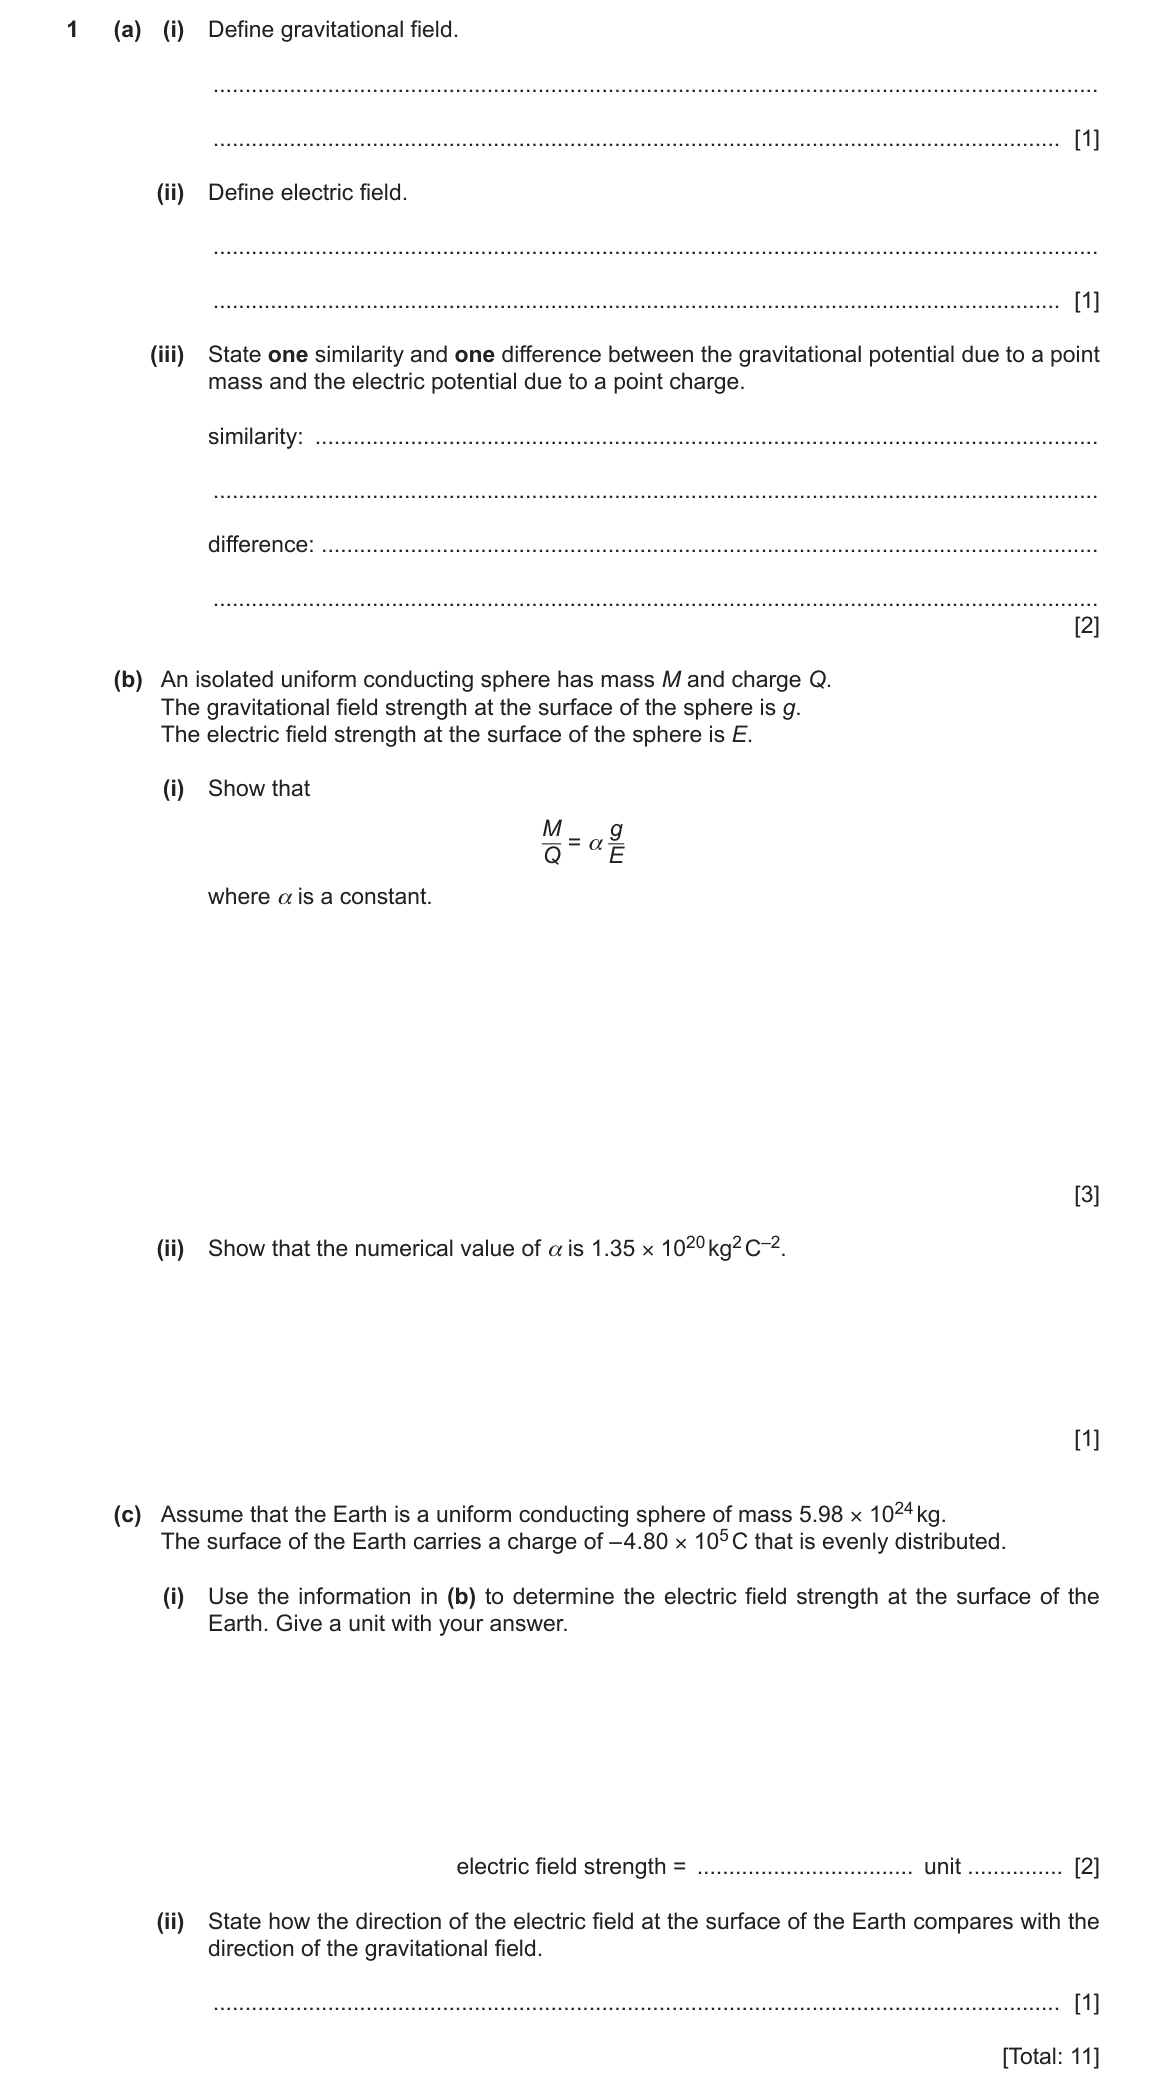 1 (a) (i) Define gravitational field.
..........................................................................................................................................
.................................................................................................................................... [1]
(ii) Define electric field.
..........................................................................................................................................
.................................................................................................................................... [1]
(iii) State one similarity and one difference between the gravitational potential due to a point
mass and the electric potential due to a point charge.
similarity: ..........................................................................................................................
..........................................................................................................................................
difference: .........................................................................................................................
..........................................................................................................................................
[2]
(b) An isolated uniform conducting sphere has mass M and charge Q.
The gravitational field strength at the surface of the sphere is g.
The electric field strength at the surface of the sphere is E.
(i) Show that
M/Q = α g/E
where α is a constant.
[3]
(ii) Show that the numerical value of α is 1.35 × 10²⁰ kg² C⁻².
[1]
(c) Assume that the Earth is a uniform conducting sphere of mass 5.98 × 10²⁴ kg.
The surface of the Earth carries a charge of –4.80 × 10⁵ C that is evenly distributed.
(i) Use the information in (b) to determine the electric field strength at the surface of the
Earth. Give a unit with your answer.
electric field strength = .................................. unit ............... [2]
(ii) State how the direction of the electric field at the surface of the Earth compares with the
direction of the gravitational field.
.................................................................................................................................... [1]
[Total: 11]